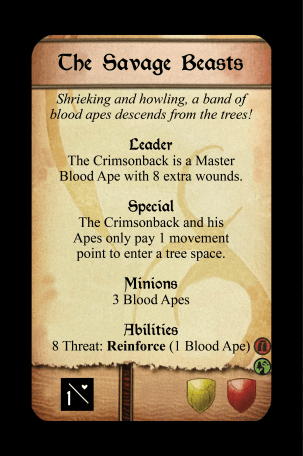 The Savage Beasts
Shrieking and howling, a band of
blood apes descends from the trees!
Leader
The Crimsonback is a Master
Blood Ape with 8 extra wounds.
Special
The Crimsonback and his
Apes only pay 1 movement
point to enter a tree space.
Minions
3 Blood Apes
Abilities
8 Threat: Reinforce (1 Blood Ape)
1